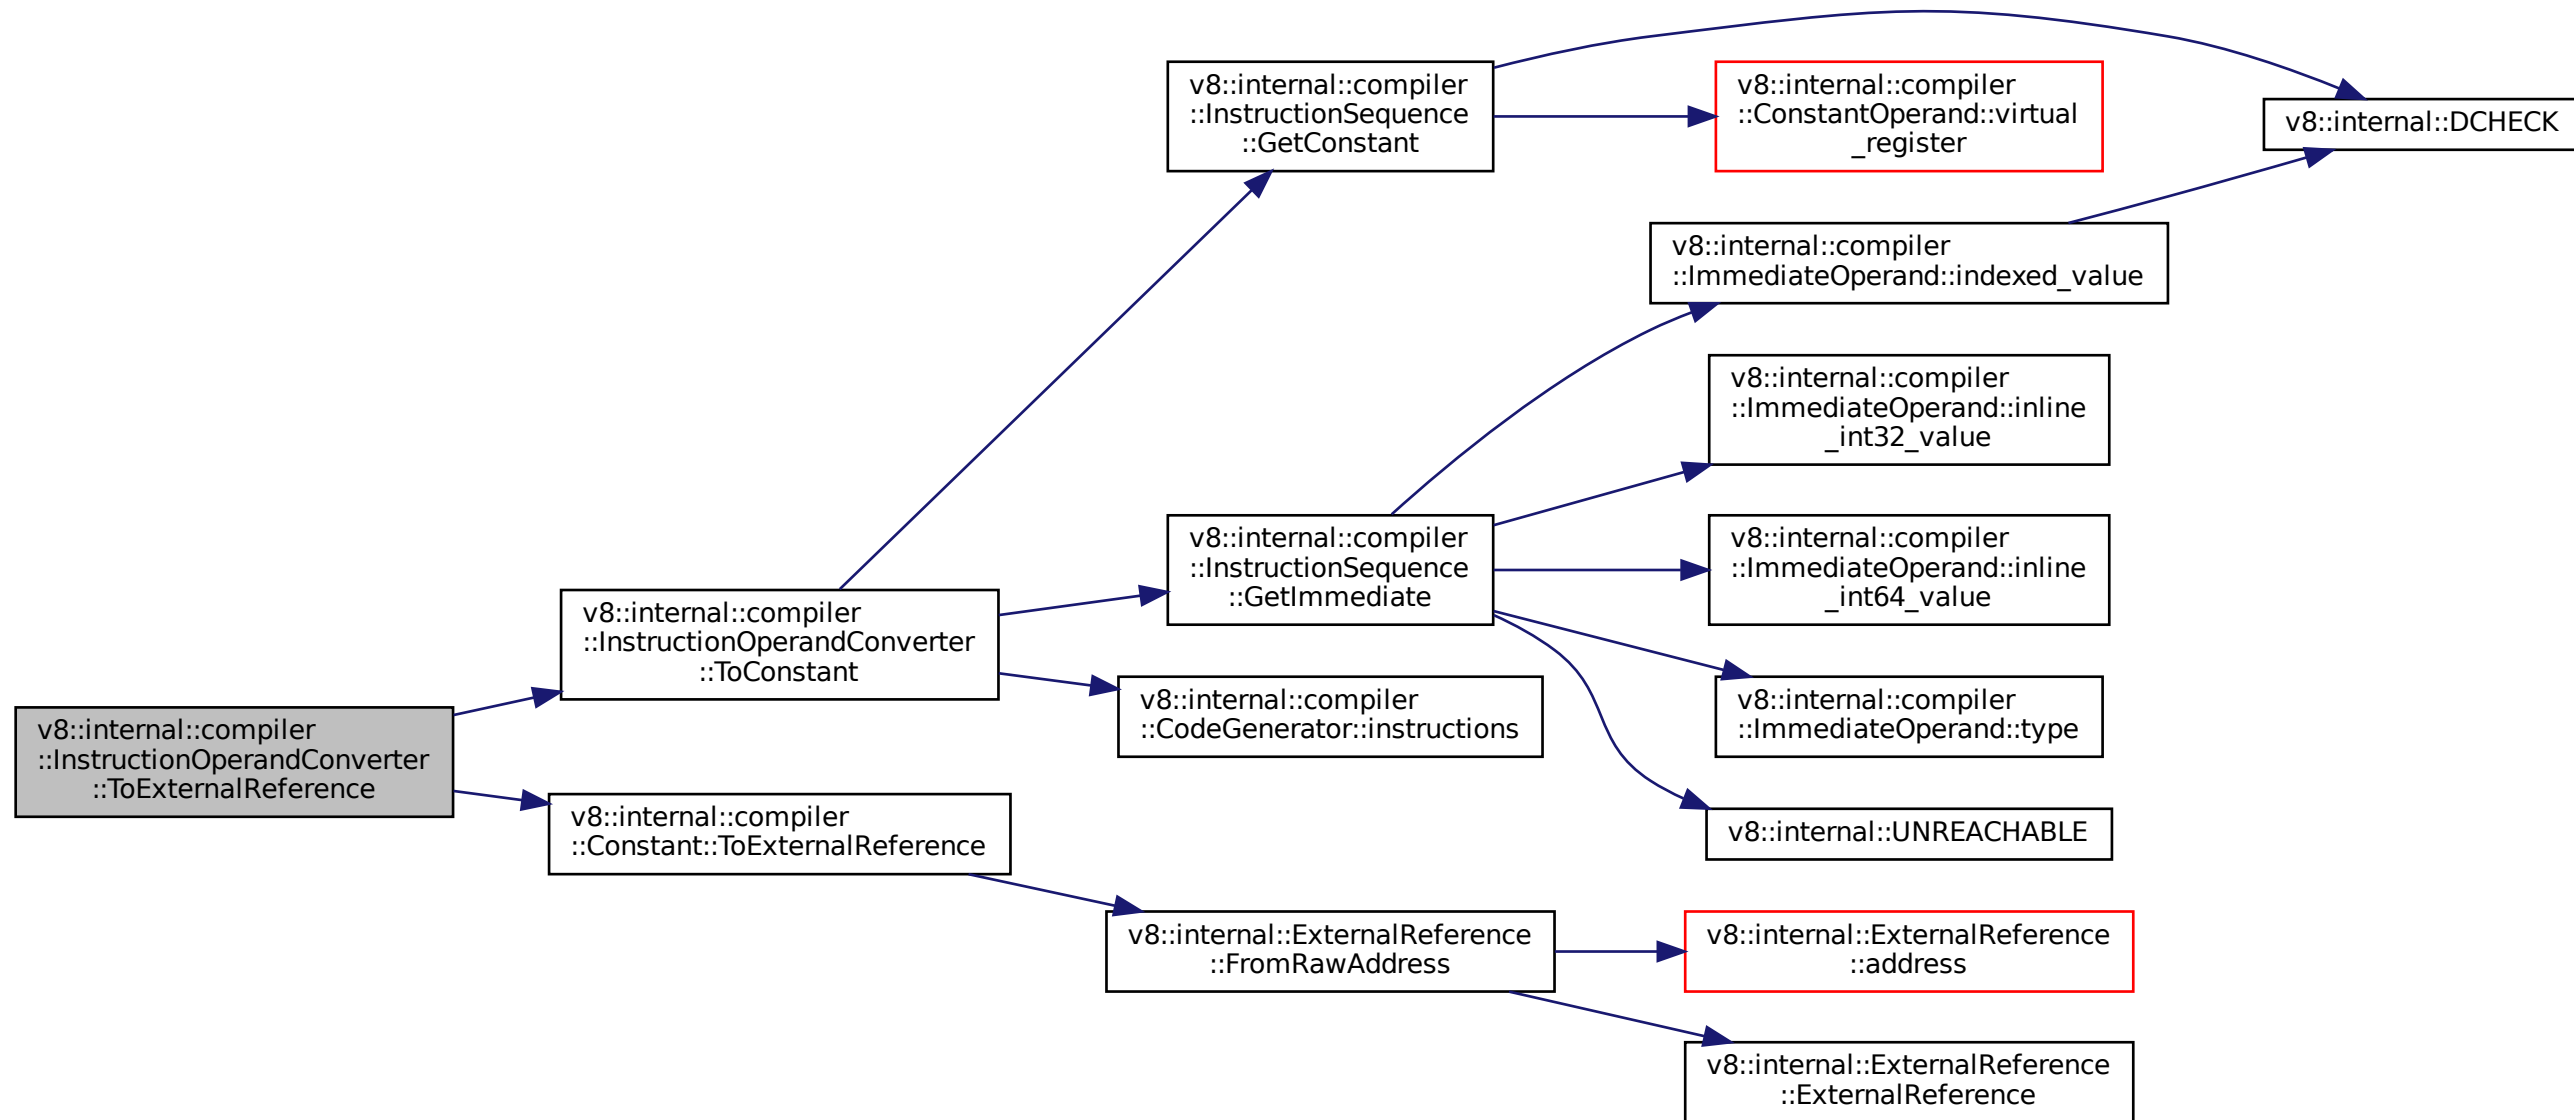 v8::internal::compiler
::InstructionOperandConverter
::ToExternalReference
v8::internal::compiler
::InstructionOperandConverter
::ToConstant
v8::internal::compiler
::Constant::ToExternalReference
v8::internal::compiler
::InstructionSequence
::GetConstant
v8::internal::compiler
::InstructionSequence
::GetImmediate
v8::internal::compiler
::CodeGenerator::instructions
v8::internal::ExternalReference
::FromRawAddress
v8::internal::compiler
::ConstantOperand::virtual
_register
v8::internal::compiler
::ImmediateOperand::indexed_value
v8::internal::compiler
::ImmediateOperand::inline
_int32_value
v8::internal::compiler
::ImmediateOperand::inline
_int64_value
v8::internal::compiler
::ImmediateOperand::type
v8::internal::UNREACHABLE
v8::internal::ExternalReference
::address
v8::internal::ExternalReference
::ExternalReference
v8::internal::DCHECK